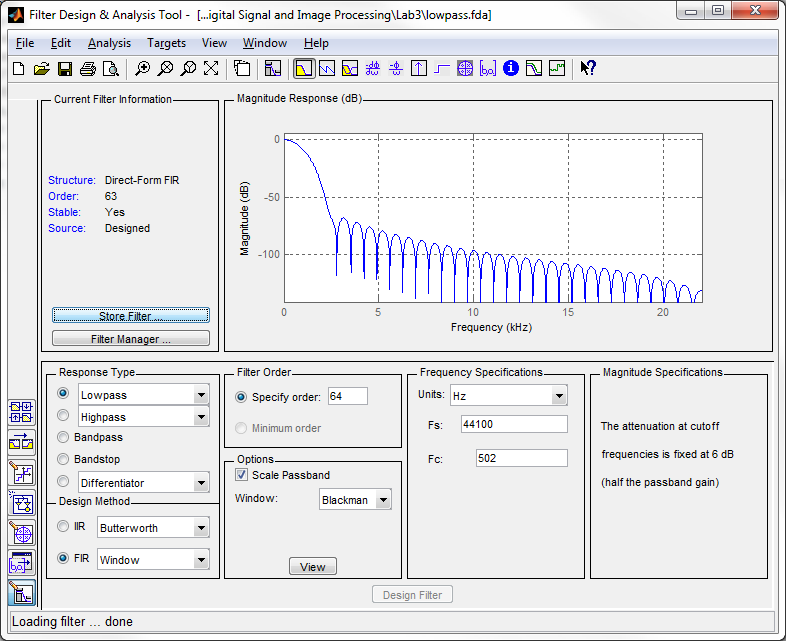 Filter Design & Analysis Tool - [...igital Signal and Image Processing\Lab3\lowpass.fda]
File Edit Analysis Targets View Window Help
Current Filter Information
Structure: Direct-Form FIR
Order: 63
Stable: Yes
Source: Designed
Store Filter ...
Filter Manager ...
Magnitude Response (dB)
Magnitude (dB)
0
-50
-100
0 5 10 15 20
Frequency (kHz)
Response Type
Lowpass
Highpass
Bandpass
Bandstop
Differentiator
Design Method
IIR Butterworth
FIR Window
Filter Order
Specify order: 64
Minimum order
Options
Scale Passband
Window: Blackman
View
Frequency Specifications
Units: Hz
Fs: 44100
Fc: 502
Magnitude Specifications
The attenuation at cutoff
frequencies is fixed at 6 dB
(half the passband gain)
Design Filter
Loading filter ... done